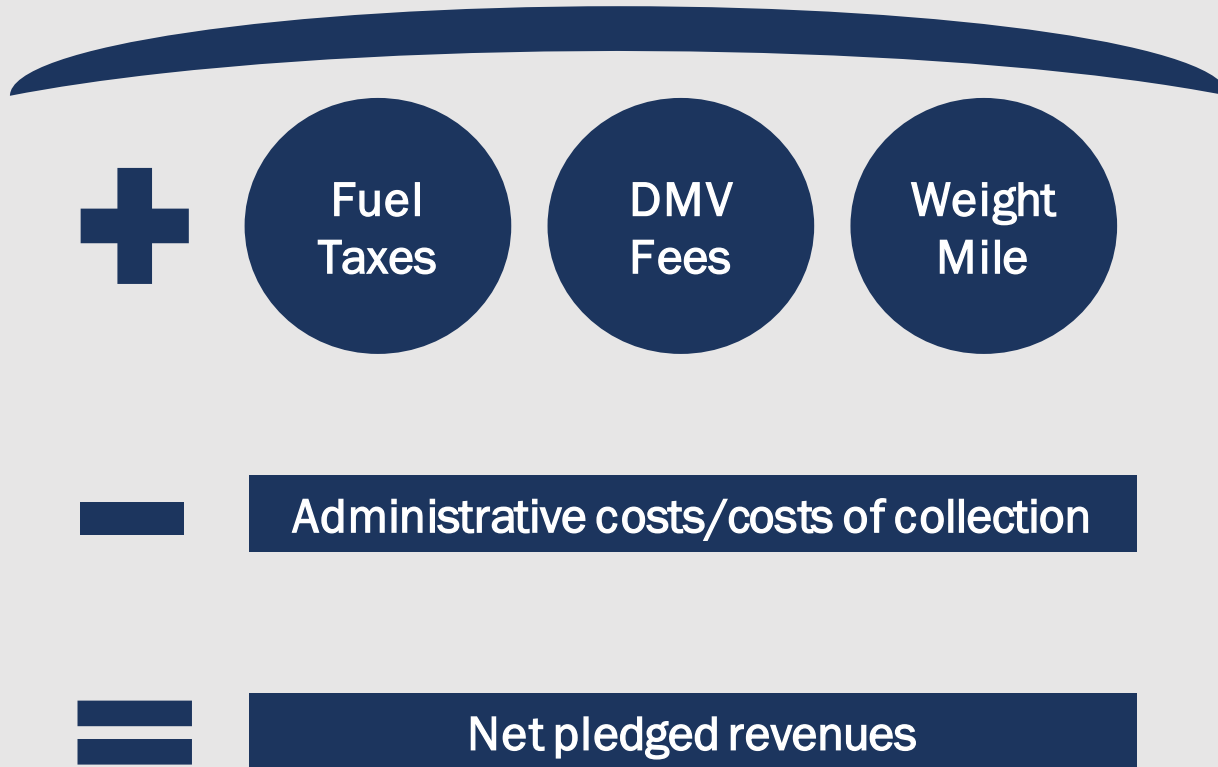 Fuel
Taxes
DMV
Fees
Weight
Mile
Administrative costs/costs of collection
Net pledged revenues